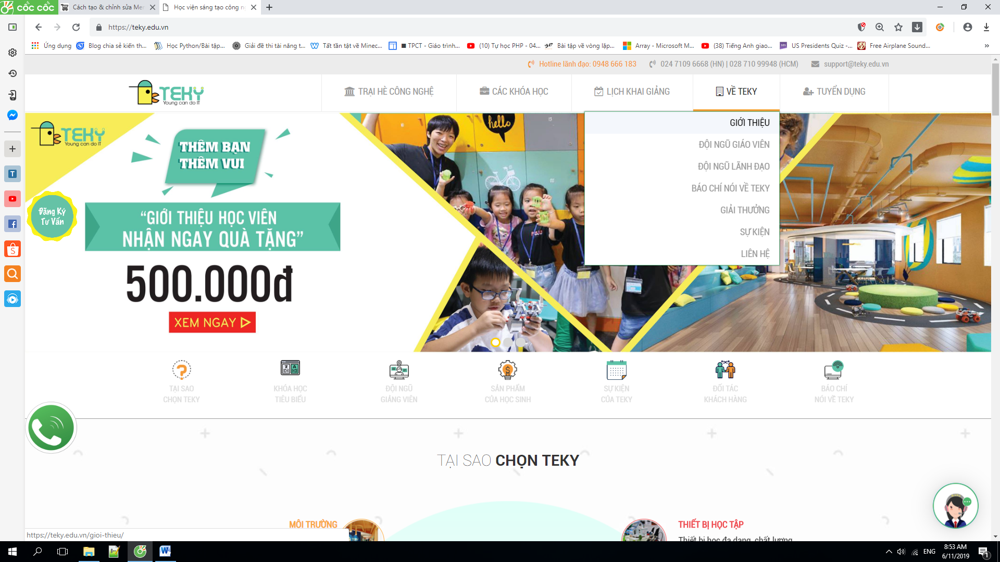 cốc cốc
Cách tạo & chỉnh sửa Mer
Học viện sáng tạo công n
https://teky.edu.vn
Ứng dụng
Blog chia sẻ kiến th...
Học Python/Bài tập...
Giải đề thi tài năng t...
Tất tần tật về Minec...
■ TPCT - Giáo trình...
(10) Tự học PHP - 04...
Bài tập về vòng lặp...
Array - Microsoft M...
(38) Tiếng Anh giao...
US Presidents Quiz -...
Free Airplane Sound...
Hotline lãnh đạo: 0948 666 183
024 7109 6668 (HN) | 028 710 99948 (HCM)
support@teky.edu.vn
TEKY
Young can do IT
TRẠI HÈ CÔNG NGHỆ
CÁC KHÓA HỌC
LỊCH KHAI GIẢNG
VỀ TEKY
TUYỂN DỤNG
GIỚI THIỆU
ĐỘI NGŨ GIÁO VIÊN
ĐỘI NGŨ LÃNH ĐẠO
BÁO CHÍ NÓI VỀ TEKY
GIẢI THƯỞNG
SỰ KIỆN
LIÊN HỆ
TEKY
Young can do IT
THÊM BẠN
THÊM VUI
hello
Đăng Ký
Tư Vấn
“GIỚI THIỆU HỌC VIÊN
NHẬN NGAY QUÀ TẶNG”
500.000đ
XEM NGAY
TẠI SAO
CHỌN TEKY
KHÓA HỌC
TIÊU BIỂU
ĐỘI NGŨ
GIẢNG VIÊN
SẢN PHẨM
CỦA HỌC SINH
SỰ KIỆN
CỦA TEKY
ĐỐI TÁC
KHÁCH HÀNG
BÁO CHÍ
NÓI VỀ TEKY
TẠI SAO CHỌN TEKY
MÔI TRƯỜNG
THIẾT BỊ HỌC TẬP
Thiết bị học đa dạng, chất lượng
https://teky.edu.vn/gioi-thieu/
ENG
8:53 AM
6/11/2019
1